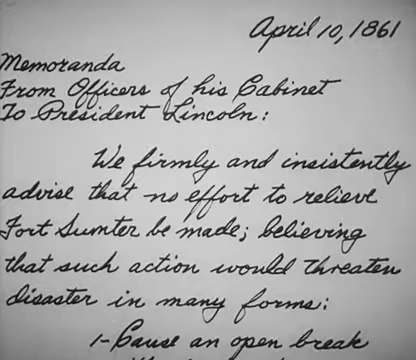 April 10, 1861
Memoranda
From Officers of his Cabinet
To President Lincoln:
We firmly and insistently
advise that no effort to relieve
Fort Sumter be made; believing
that such action would threaten
disaster in many forms:
1-Cause an open break